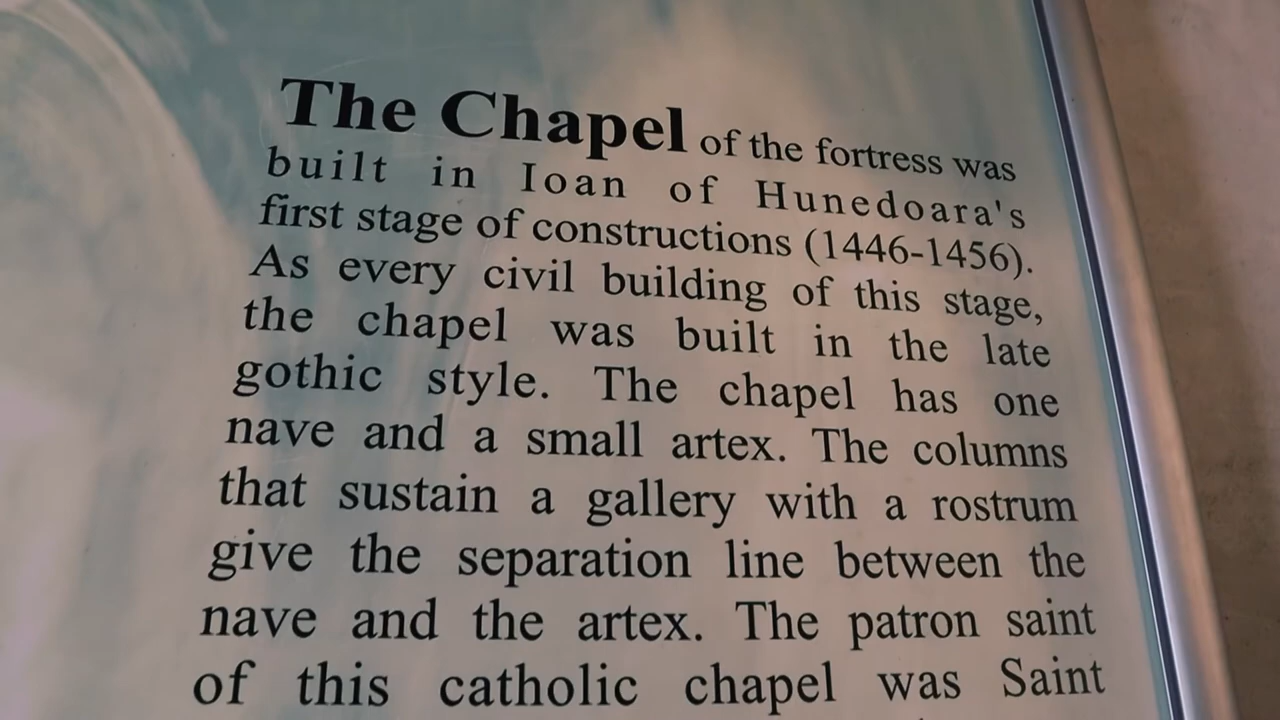 The Chapel of the fortress was
built in Ioan of Hunedoara's
first stage of constructions (1446-1456).
As every civil building of this stage,
the chapel was built in the late
gothic style. The chapel has one
nave and a small artex. The columns
that sustain a gallery with a rostrum
give the separation line between the
nave and the artex. The patron saint
of this catholic chapel was Saint